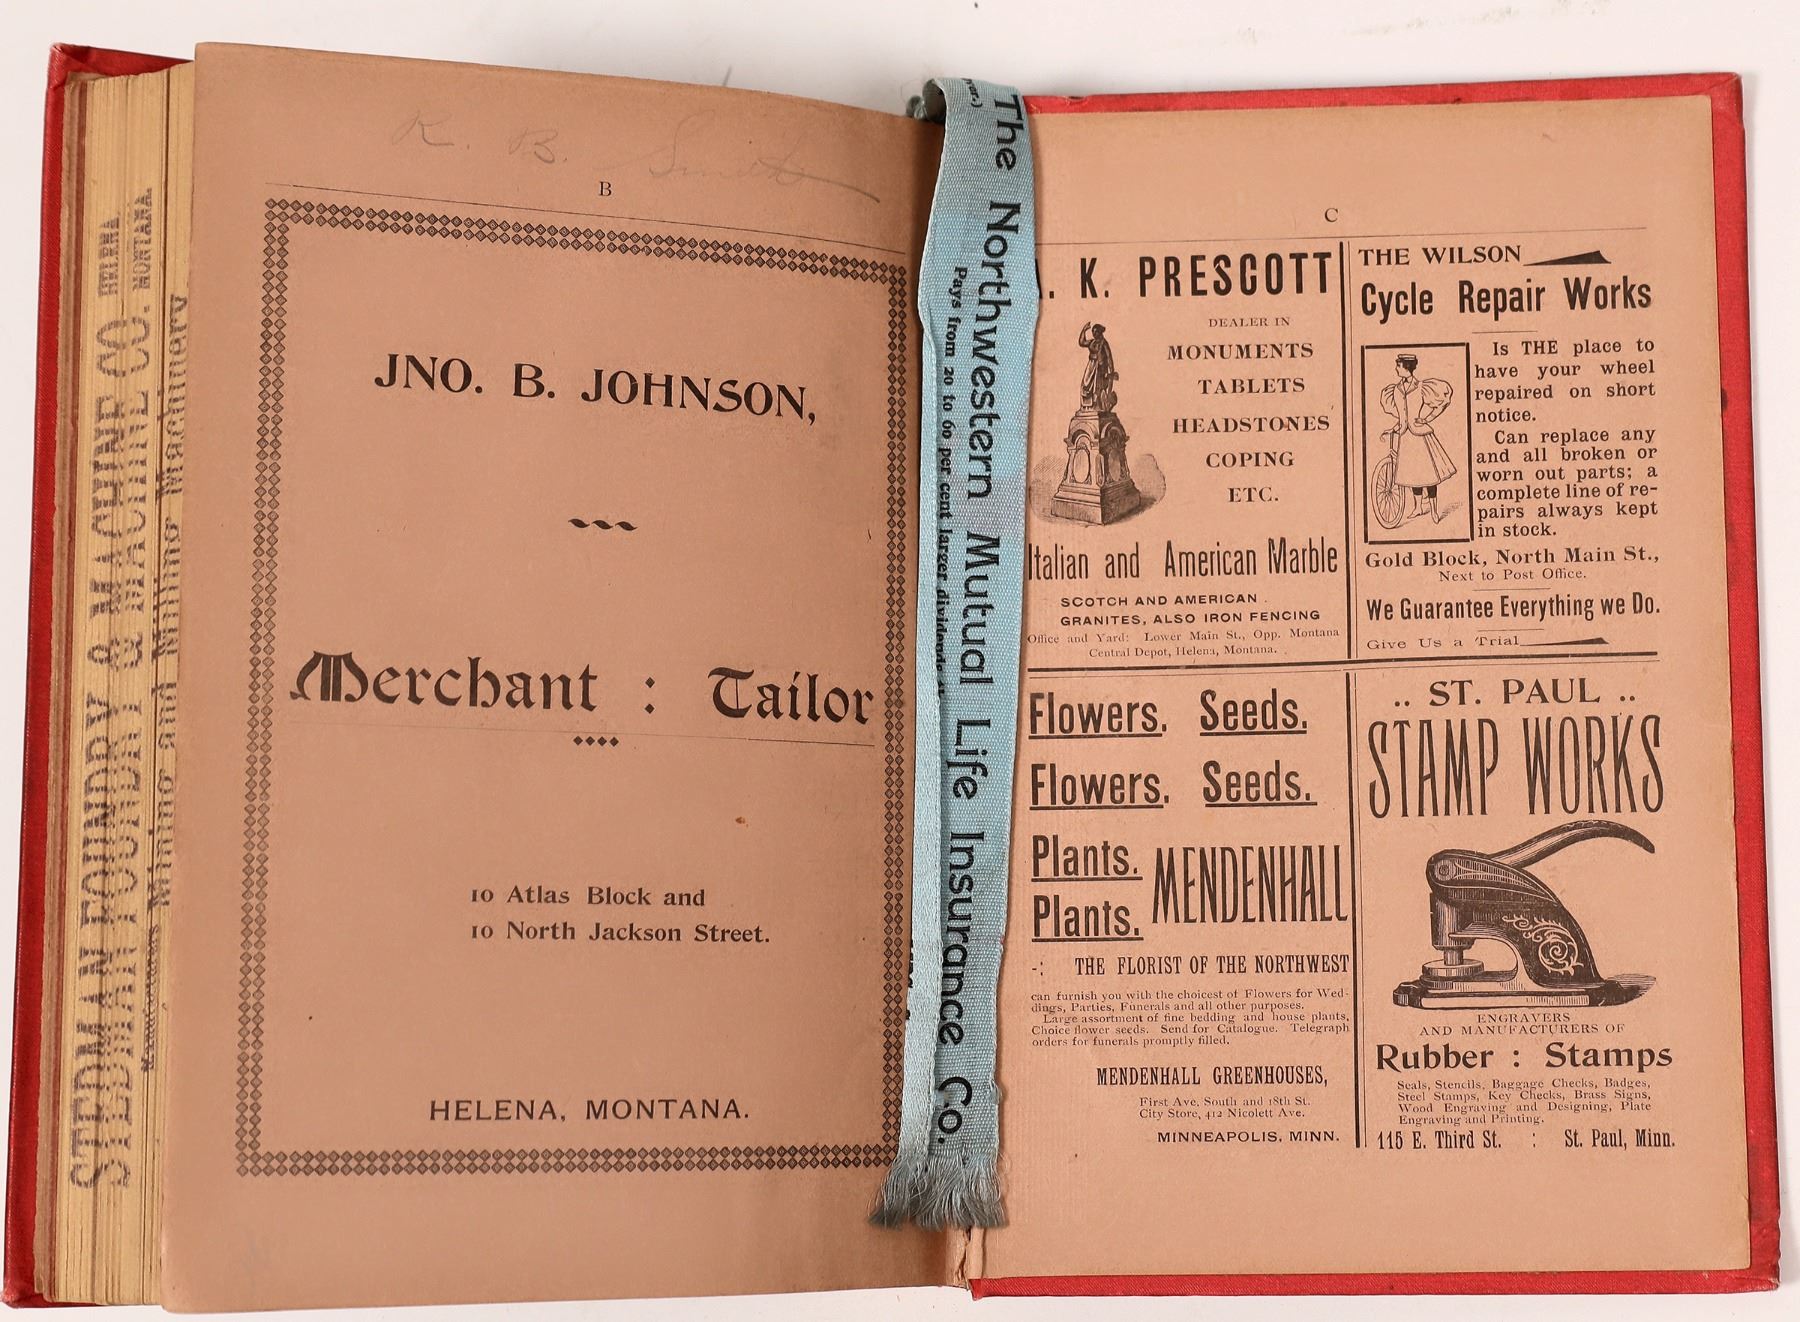 R. B. Smith
B
JNO. B. JOHNSON,
Merchant : Tailor
10 Atlas Block and
10 North Jackson Street.
HELENA, MONTANA.
STEDMAN FOUNDRY & MACHINE CO. HELENA MONTANA.
Mining and Milling Machinery
The Northwestern Mutual Life Insurance Co.
Pays from 20 to 60 per cent larger dividends
C
. K. PRESCOTT
DEALER IN
MONUMENTS
TABLETS
HEADSTONES
COPING
ETC.
Italian and American Marble
SCOTCH AND AMERICAN
GRANITES, ALSO IRON FENCING
Office and Yard: Lower Main St., Opp. Montana
Central Depot, Helena, Montana.
THE WILSON
Cycle Repair Works
Is THE place to
have your wheel
repaired on short
notice.
Can replace any
and all broken or
worn out parts; a
complete line of re-
pairs always kept
in stock.
Gold Block, North Main St.,
Next to Post Office.
We Guarantee Everything we Do.
Give Us a Trial
Flowers. Seeds.
Flowers. Seeds.
Plants.
Plants.
MENDENHALL
-: THE FLORIST OF THE NORTHWEST
can furnish you with the choicest of Flowers for Wed-
dings, Parties, Funerals and all other purposes.
Large assortment of fine bedding and house plants,
Choice flower seeds. Send for Catalogue. Telegraph
orders for funerals promptly filled.
MENDENHALL GREENHOUSES,
First Ave. South and 18th St.
City Store, 412 Nicolett Ave.
MINNEAPOLIS, MINN.
.. ST. PAUL ..
STAMP WORKS
ENGRAVERS
AND MANUFACTURERS OF
Rubber : Stamps
Seals, Stencils, Baggage Checks, Badges,
Steel Stamps, Key Checks, Brass Signs,
Wood Engraving and Designing, Plate
Engraving and Printing.
115 E. Third St. : St. Paul, Minn.